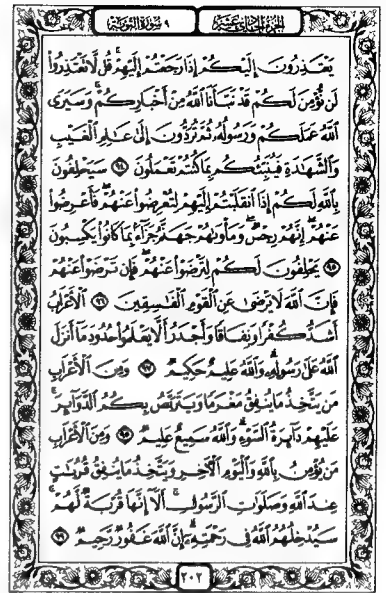 الجزء الحادي عشر
٩ سورة التوبة
يَعْتَذِرُونَ إِلَيْكُمْ إِذَا رَجَعْتُمْ إِلَيْهِمْ ۚ قُل لَّا تَعْتَذِرُوا
لَن نُّؤْمِنَ لَكُمْ قَدْ نَبَّأَنَا اللَّهُ مِنْ أَخْبَارِكُمْ ۚ وَسَيَرَى
اللَّهُ عَمَلَكُمْ وَرَسُولُهُ ثُمَّ تُرَدُّونَ إِلَىٰ عَالِمِ الْغَيْبِ
وَالشَّهَادَةِ فَيُنَبِّئُكُم بِمَا كُنتُمْ تَعْمَلُونَ ﴿٩٤﴾ سَيَحْلِفُونَ
بِاللَّهِ لَكُمْ إِذَا انقَلَبْتُمْ إِلَيْهِمْ لِتُعْرِضُوا عَنْهُمْ ۖ فَأَعْرِضُوا
عَنْهُمْ ۖ إِنَّهُمْ رِجْسٌ ۖ وَمَأْوَاهُمْ جَهَنَّمُ جَزَاءً بِمَا كَانُوا يَكْسِبُونَ
﴿٩٥﴾ يَحْلِفُونَ لَكُمْ لِتَرْضَوْا عَنْهُمْ ۖ فَإِن تَرْضَوْا عَنْهُمْ
فَإِنَّ اللَّهَ لَا يَرْضَىٰ عَنِ الْقَوْمِ الْفَاسِقِينَ ﴿٩٦﴾ الْأَعْرَابُ
أَشَدُّ كُفْرًا وَنِفَاقًا وَأَجْدَرُ أَلَّا يَعْلَمُوا حُدُودَ مَا أَنزَلَ
اللَّهُ عَلَىٰ رَسُولِهِ ۗ وَاللَّهُ عَلِيمٌ حَكِيمٌ ﴿٩٧﴾ وَمِنَ الْأَعْرَابِ
مَن يَتَّخِذُ مَا يُنفِقُ مَغْرَمًا وَيَتَرَبَّصُ بِكُمُ الدَّوَائِرَ ۚ
عَلَيْهِمْ دَائِرَةُ السَّوْءِ ۗ وَاللَّهُ سَمِيعٌ عَلِيمٌ ﴿٩٨﴾ وَمِنَ الْأَعْرَابِ
مَن يُؤْمِنُ بِاللَّهِ وَالْيَوْمِ الْآخِرِ وَيَتَّخِذُ مَا يُنفِقُ قُرُبَاتٍ
عِندَ اللَّهِ وَصَلَوَاتِ الرَّسُولِ ۚ أَلَا إِنَّهَا قُرْبَةٌ لَّهُمْ ۚ
سَيُدْخِلُهُمُ اللَّهُ فِي رَحْمَتِهِ ۗ إِنَّ اللَّهَ غَفُورٌ رَّحِيمٌ ﴿٩٩﴾
٢٠٢